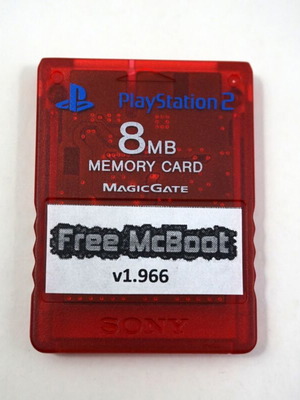 PlayStation 2
8MB
MEMORY CARD
MAGICGATE
Free McBoot
v1.966
SONY